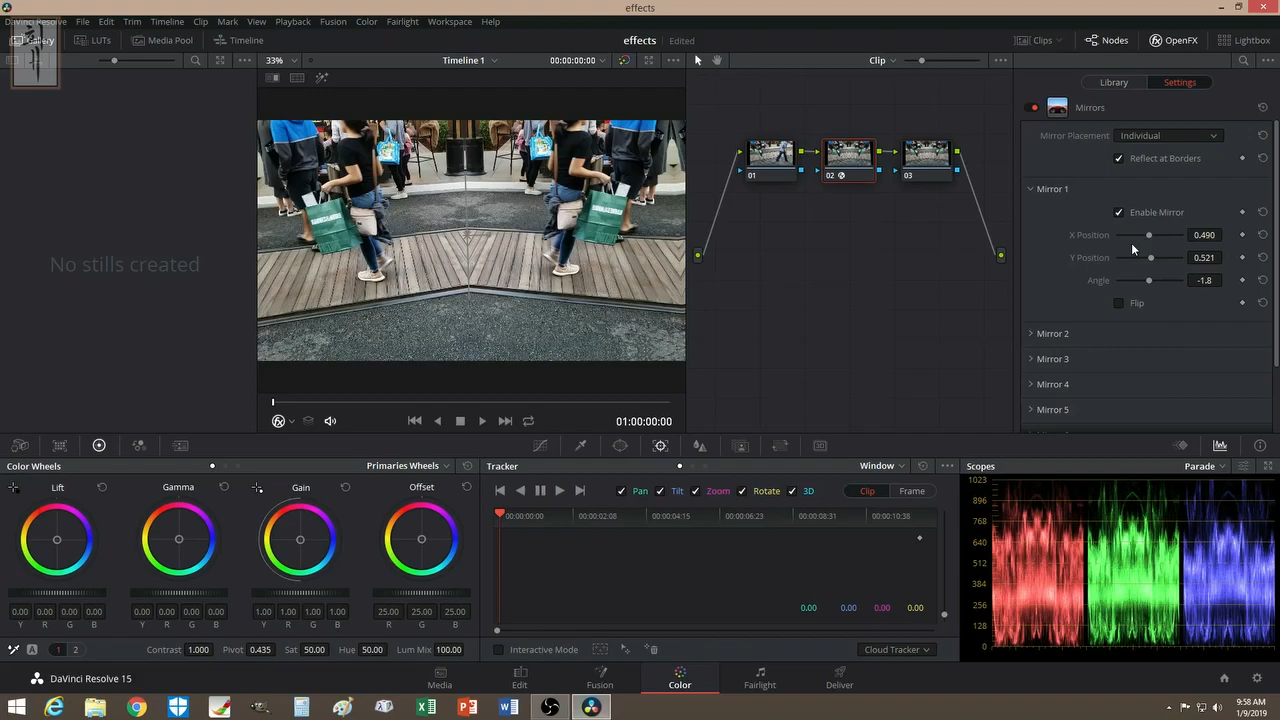 effects
DaVinci Resolve File Edit Trim Timeline Clip Mark View Playback Fusion Color Fairlight Workspace Help
Gallery LUTs Media Pool Timeline effects Edited Clips Nodes OpenFX Lightbox
33% Timeline 1 00:00:00:00 Clip
Library Settings
Mirrors
Mirror Placement Individual
Reflect at Borders
Mirror 1
Enable Mirror
X Position 0.490
Y Position 0.521
Angle -1.8
Flip
Mirror 2
Mirror 3
Mirror 4
Mirror 5
01 02 03
No stills created
01:00:00:00
Color Wheels Primaries Wheels
Lift Gamma Gain Offset
0.00 0.00 0.00 0.00 0.00 0.00 0.00 0.00 1.00 1.00 1.00 1.00 25.00 25.00 25.00
Y R G B Y R G B Y R G B R G B
1 2 Contrast 1.000 Pivot 0.435 Sat 50.00 Hue 50.00 Lum Mix 100.00
Tracker Window
Pan Tilt Zoom Rotate 3D Clip Frame
00:00:00:00 00:00:02:08 00:00:04:15 00:00:06:23 00:00:08:31 00:00:10:38
0.00 0.00 0.00 0.00
Interactive Mode Cloud Tracker
Scopes Parade
1023
896
768
640
512
384
256
128
0
DaVinci Resolve 15 Media Edit Fusion Color Fairlight Deliver
9:58 AM
1/9/2019